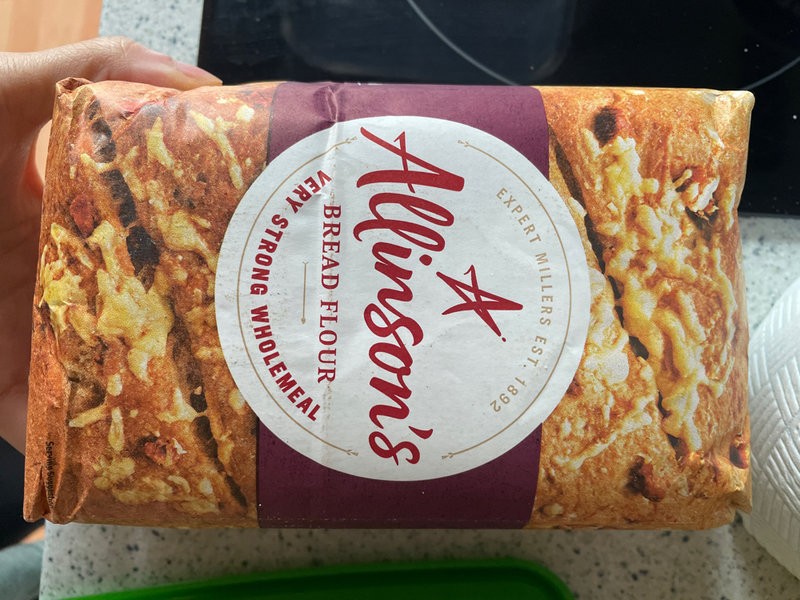 EXPERT MILLERS EST. 1892
Allinson's
BREAD FLOUR
VERY STRONG WHOLEMEAL